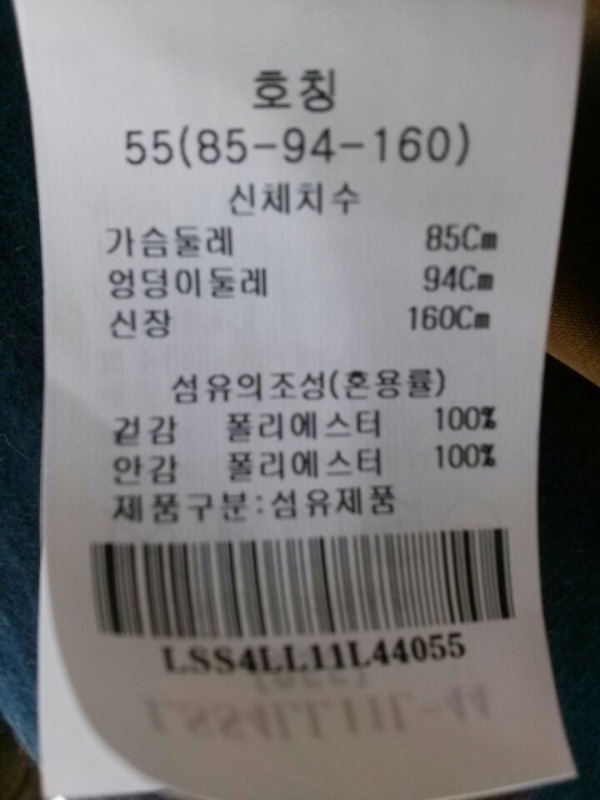 호칭
55(85-94-160)
신체치수
가슴둘레 85Cm
엉덩이둘레 94Cm
신장 160Cm
섬유의조성(혼용률)
겉감 폴리에스터 100%
안감 폴리에스터 100%
제품구분:섬유제품
LSS4LL11L44055